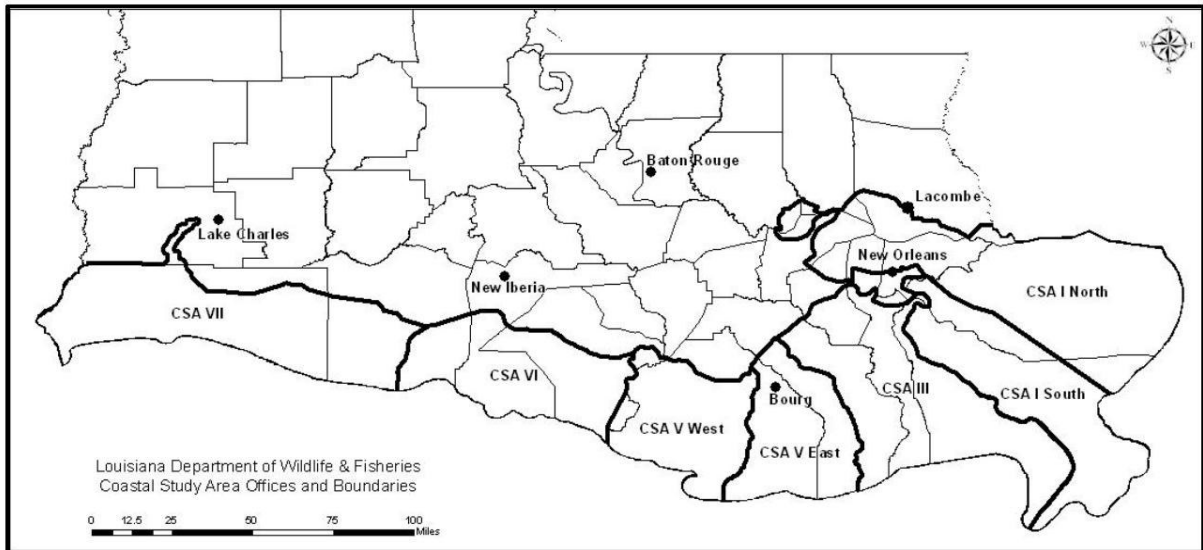 N
W E
S
Baton Rouge
Lacombe
Lake Charles
New Orleans
New Iberia
CSA I North
CSA VII
CSA VI
CSA III
CSA I South
Bourg
CSA V West
CSA V East
Louisiana Department of Wildlife & Fisheries
Coastal Study Area Offices and Boundaries
0 12.5 25 50 75 100
Miles